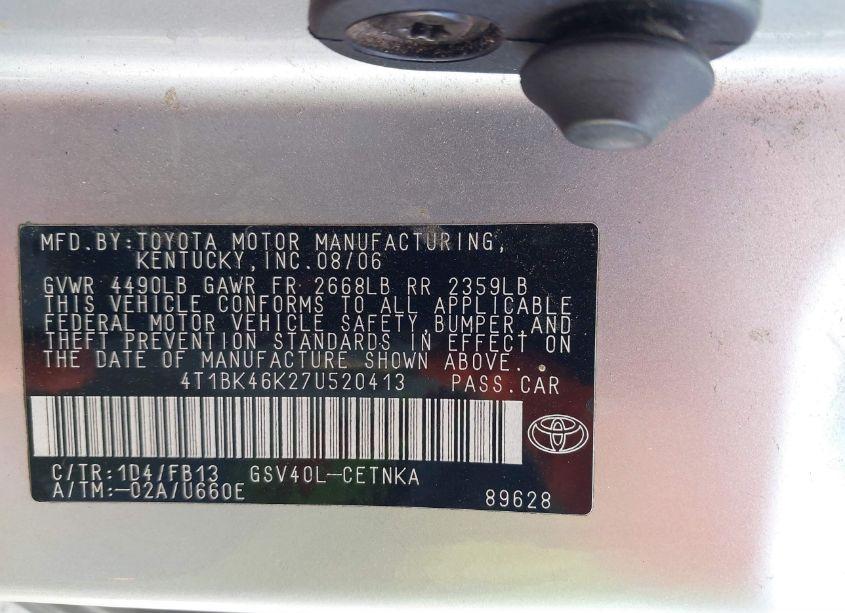 MFD.BY:TOYOTA MOTOR MANUFACTURING,
KENTUCKY,INC.08/06
GVWR 4490LB GAWR FR 2668LB RR 2359LB
THIS VEHICLE CONFORMS TO ALL APPLICABLE
FEDERAL MOTOR VEHICLE SAFETY,BUMPER,AND
THEFT PREVENTION STANDARDS IN EFFECT ON
THE DATE OF MANUFACTURE SHOWN ABOVE.
4T1BK46K27U520413 PASS.CAR
C/TR:1D4/FB13 GSV40L-CETNKA
A/TM:-02A/U660E
89628